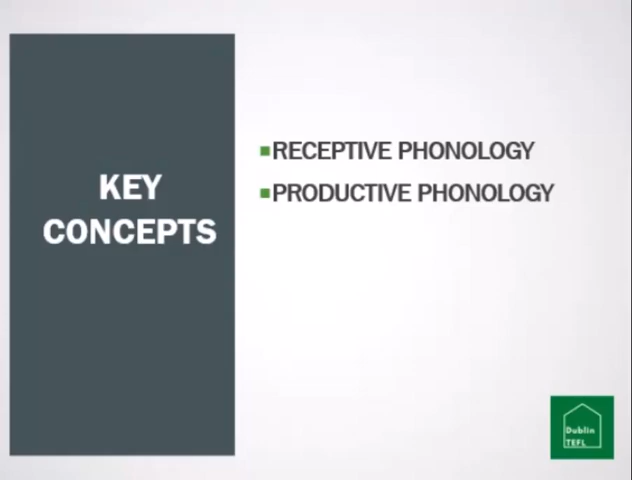 KEY
CONCEPTS
RECEPTIVE PHONOLOGY
PRODUCTIVE PHONOLOGY
Dublin
TEFL